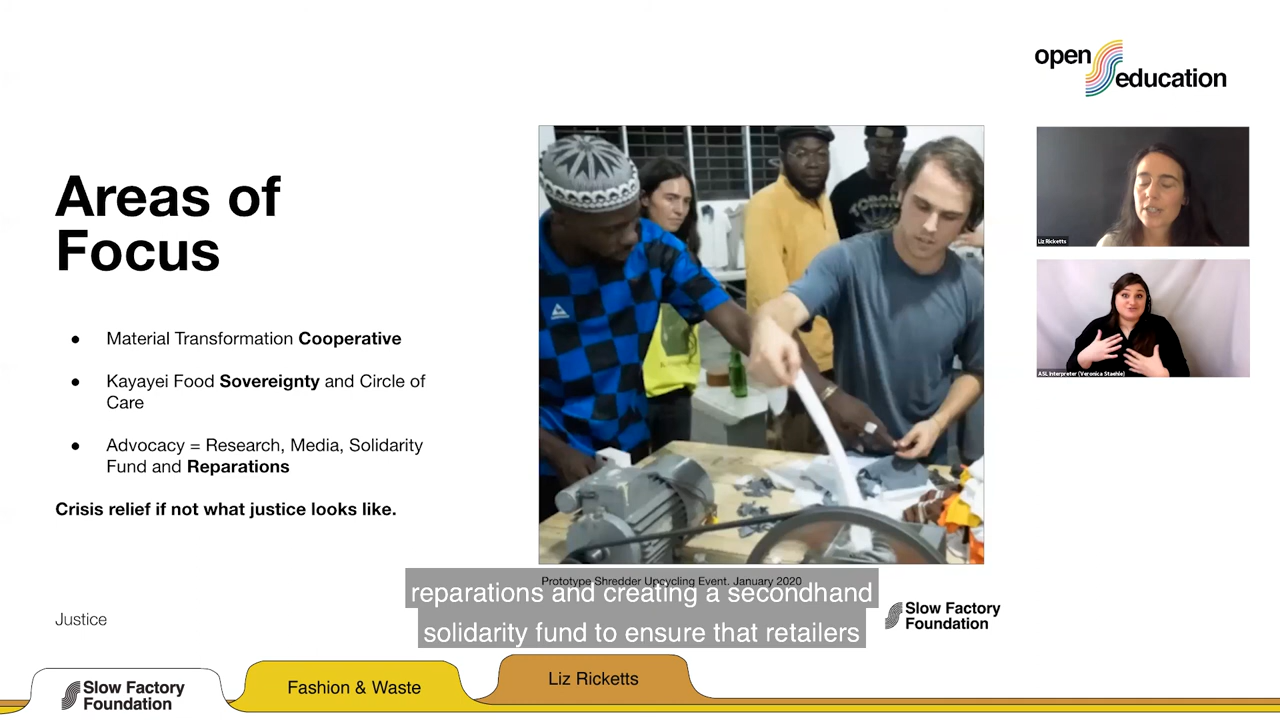 open
education
Areas of
Focus
● Material Transformation Cooperative
● Kayayei Food Sovereignty and Circle of
Care
● Advocacy = Research, Media, Solidarity
Fund and Reparations
Crisis relief if not what justice looks like.
TORONTO
Liz Ricketts
ASL Interpreter (Veronica Staehle)
Prototype Shredder Upcycling Event. January 2020
reparations and creating a secondhand
solidarity fund to ensure that retailers
Justice
Slow Factory
Foundation
Slow Factory
Foundation
Fashion & Waste
Liz Ricketts